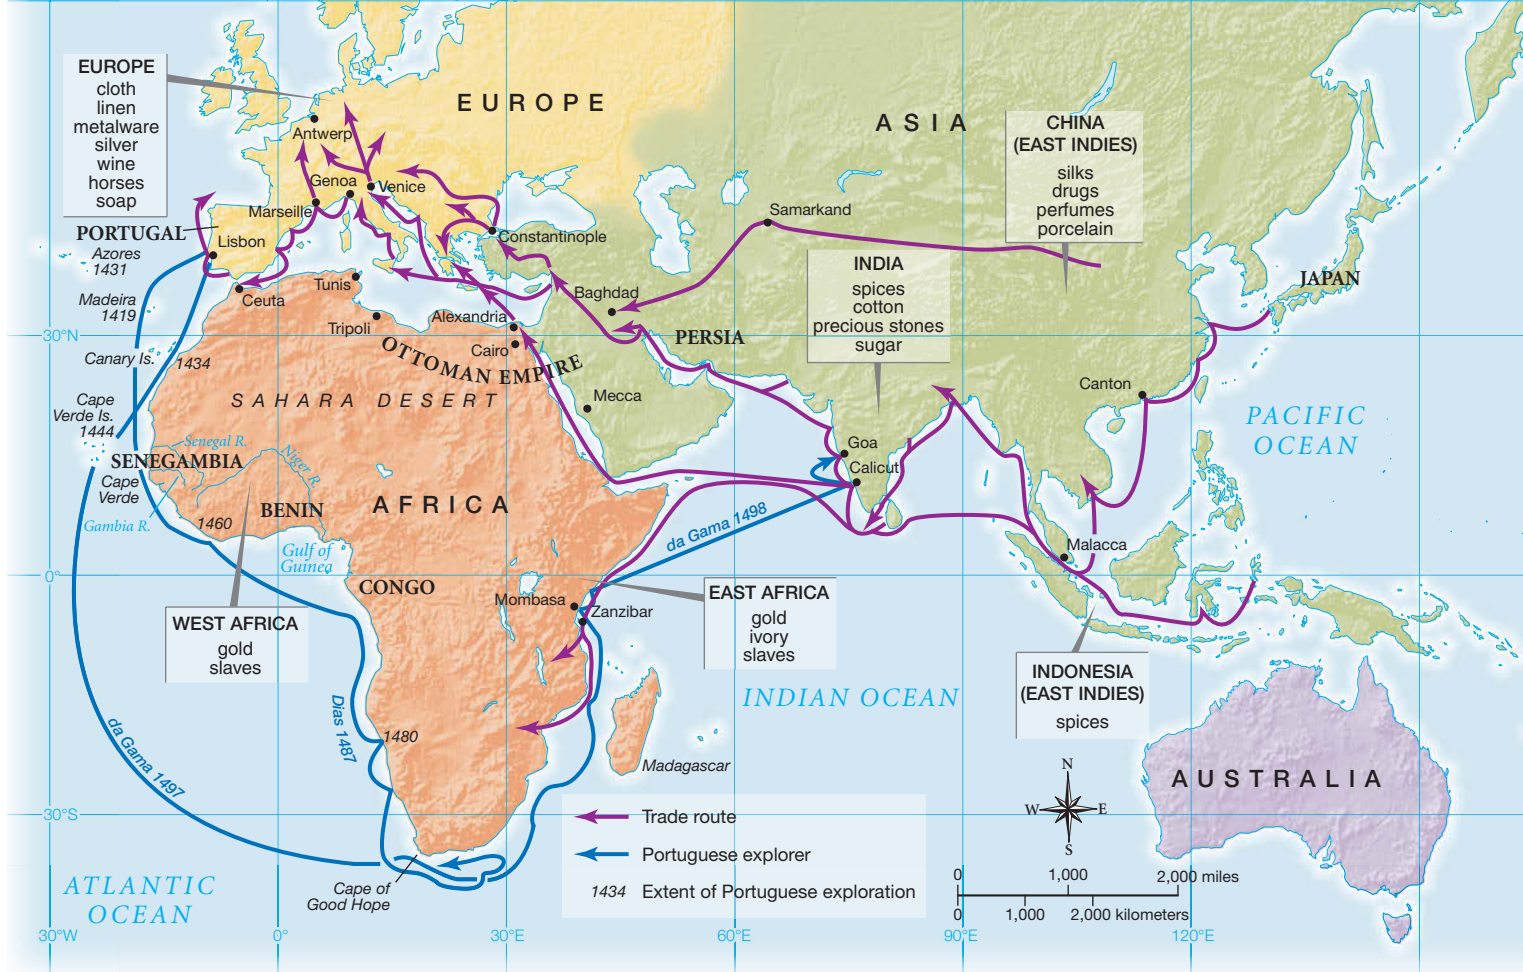 EUROPE
cloth
linen
metalware
silver
wine
horses
soap
EUROPE
ASIA
CHINA
(EAST INDIES)
silks
drugs
perfumes
porcelain
Antwerp
Genoa
Venice
Marseille
PORTUGAL
Lisbon
Azores
1431
Madeira
1419
Ceuta
Tunis
Tripoli
Constantinople
Samarkand
Baghdad
Alexandria
Cairo
PERSIA
INDIA
spices
cotton
precious stones
sugar
JAPAN
30°N
Canary Is.
1434
OTTOMAN EMPIRE
SAHARA DESERT
Mecca
Canton
PACIFIC
OCEAN
Cape
Verde Is.
1444
Senegal R.
SENEGAMBIA
Niger R.
Cape
Verde
Gambia R.
BENIN
1460
AFRICA
Goa
Calicut
da Gama 1498
Gulf of
Guinea
Malacca
0°
CONGO
Mombasa
Zanzibar
EAST AFRICA
gold
ivory
slaves
WEST AFRICA
gold
slaves
INDONESIA
(EAST INDIES)
spices
INDIAN OCEAN
Dias 1487
1480
da Gama 1497
Madagascar
AUSTRALIA
30°S
Cape of
Good Hope
ATLANTIC
OCEAN
Trade route
Portuguese explorer
1434 Extent of Portuguese exploration
N
W
E
S
0 1,000 2,000 miles
0 1,000 2,000 kilometers
30°W
0°
30°E
60°E
90°E
120°E